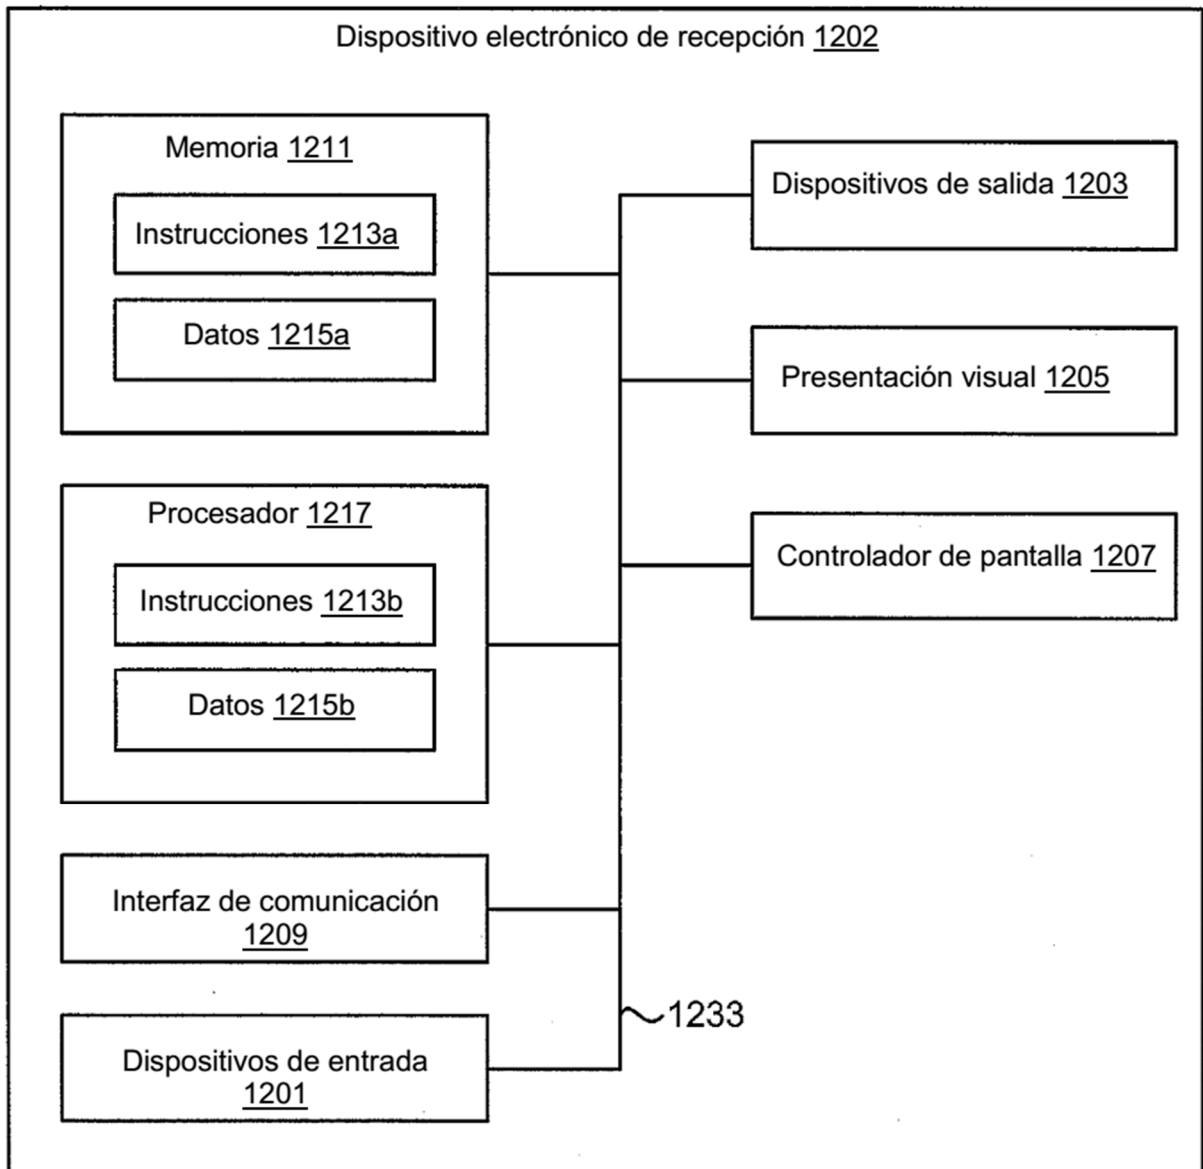 Dispositivo electrónico de recepción 1202
Memoria 1211
Instrucciones 1213a
Datos 1215a
Procesador 1217
Instrucciones 1213b
Datos 1215b
Interfaz de comunicación
1209
Dispositivos de entrada
1201
Dispositivos de salida 1203
Presentación visual 1205
Controlador de pantalla 1207
1233